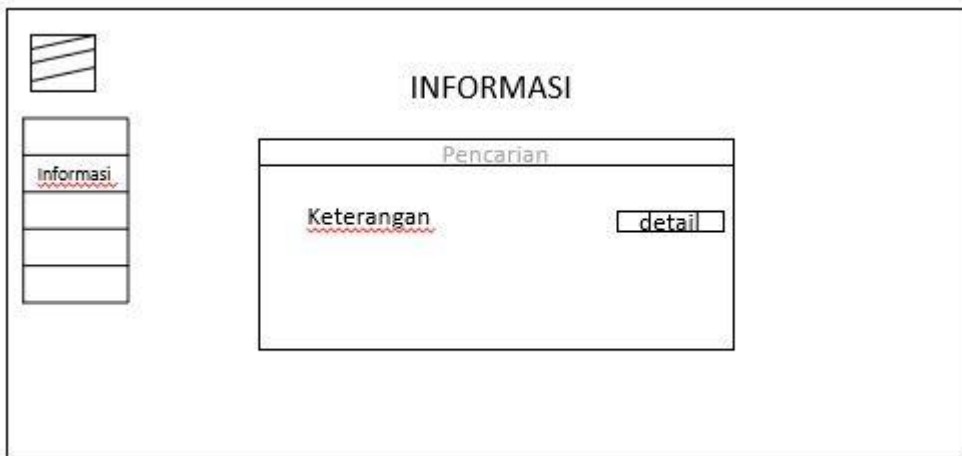 INFORMASI
Pencarian
Informasi
Keterangan
detail